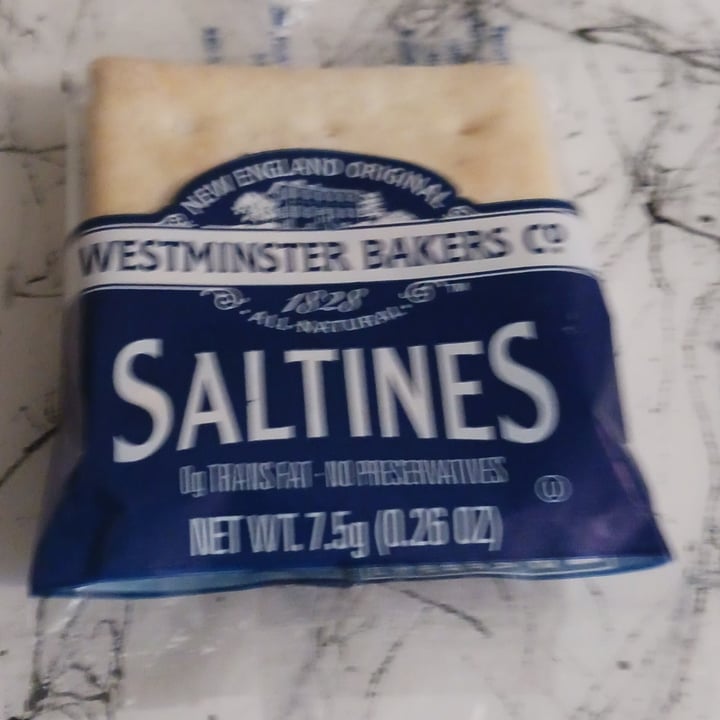 NEW ENGLAND ORIGINAL
WESTMINSTER BAKERS Cº
1828 ™
ALL-NATURAL
SALTINES
0g TRANS FAT - NO PRESERVATIVES
NET WT. 7.5g (0.26 OZ)